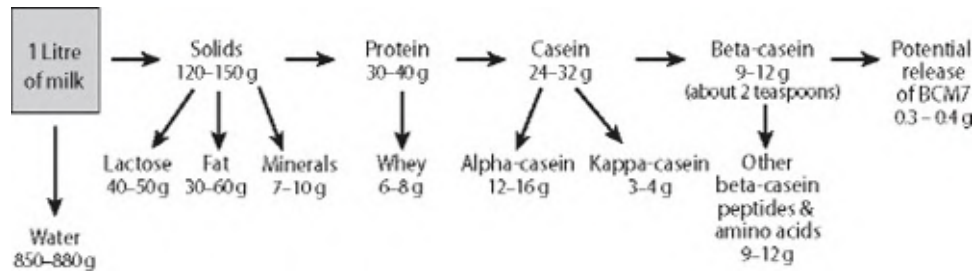 1 Litre
of milk
Solids
120–150 g
Protein
30–40 g
Casein
24–32 g
Beta-casein
9–12 g
(about 2 teaspoons)
Potential
release
of BCM7
0.3 – 0.4 g
Lactose
40–50 g
Fat
30–60 g
Minerals
7–10 g
Whey
6–8 g
Alpha-casein
12–16 g
Kappa-casein
3–4 g
Other
beta-casein
peptides &
amino acids
9–12 g
Water
850–880 g